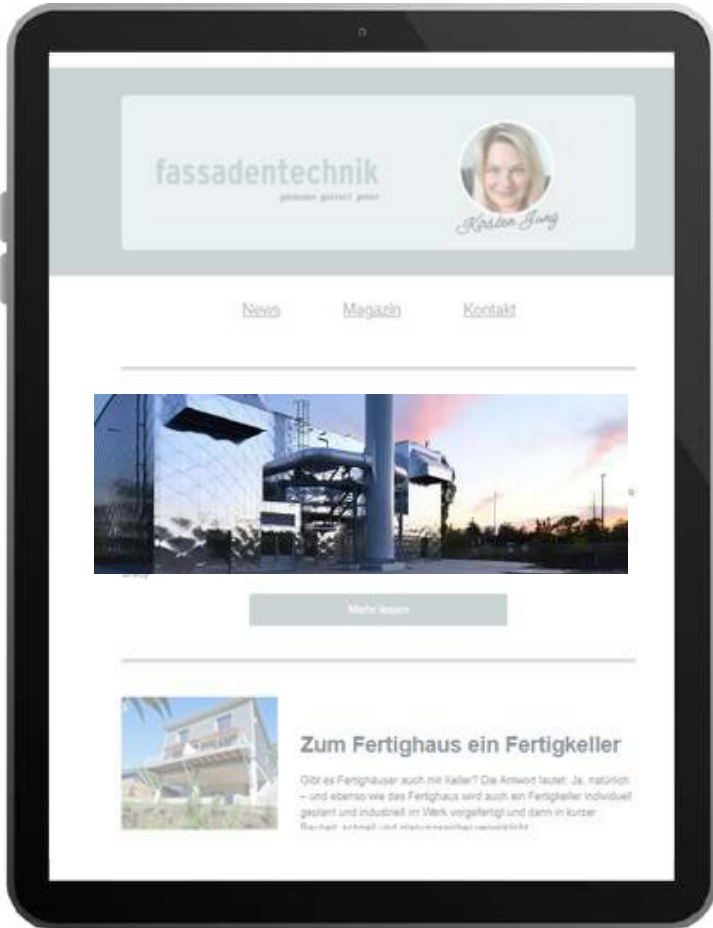 fassadentechnik
Kirsten Jung
News
Magazin
Kontakt
Mehr lesen
Zum Fertighaus ein Fertigkeller
Gibt es Fertighäuser auch mit Keller? Die Antwort lautet: Ja, natürlich
– und ebenso wie das Fertighaus wird auch ein Fertigkeller individuell
geplant und industriell im Werk vorgefertigt und dann in kurzer